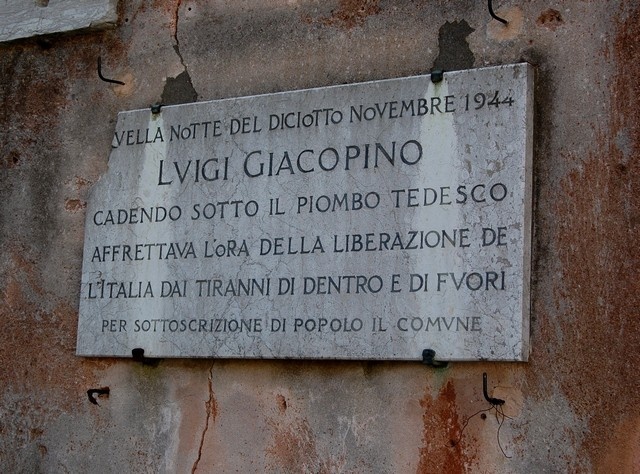 VELLA NOTTE DEL DICIOTTO NOVEMBRE 1944
LVIGI GIACOPINO
CADENDO SOTTO IL PIOMBO TEDESCO
AFFRETTAVA L'ORA DELLA LIBERAZIONE DE
L'ITALIA DAI TIRANNI DI DENTRO E DI FVORI
PER SOTTOSCRIZIONE DI POPOLO IL COMVNE